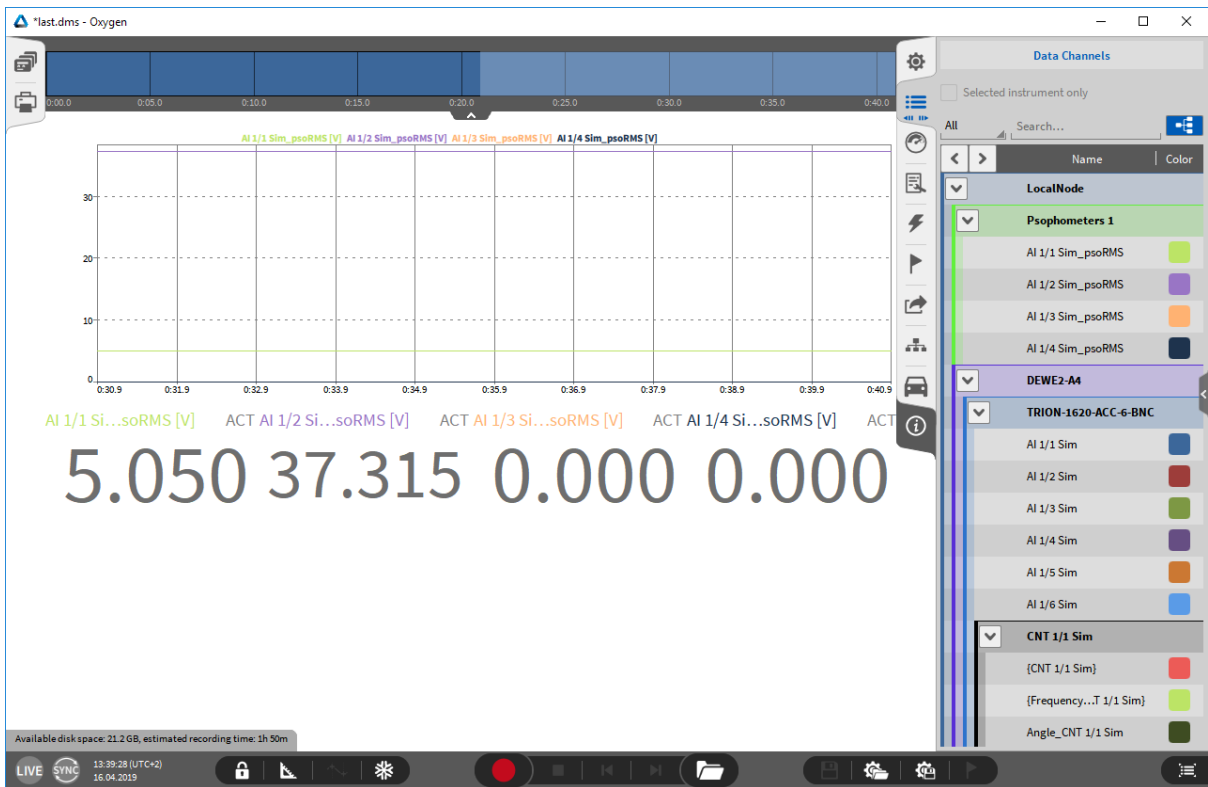 *last.dms - Oxygen
0:00.0 0:05.0 0:10.0 0:15.0 0:20.0 0:25.0 0:30.0 0:35.0 0:40.0
AI 1/1 Sim_psoRMS [V] AI 1/2 Sim_psoRMS [V] AI 1/3 Sim_psoRMS [V] AI 1/4 Sim_psoRMS [V]
30
20
10
0
0:30.9 0:31.9 0:32.9 0:33.9 0:34.9 0:35.9 0:36.9 0:37.9 0:38.9 0:39.9 0:40.9
AI 1/1 Si...soRMS [V] ACT AI 1/2 Si...soRMS [V] ACT AI 1/3 Si...soRMS [V] ACT AI 1/4 Si...soRMS [V] ACT
5.050 37.315 0.000 0.000
Data Channels
Selected instrument only
All Search...
Name Color
LocalNode
Psophometers 1
AI 1/1 Sim_psoRMS
AI 1/2 Sim_psoRMS
AI 1/3 Sim_psoRMS
AI 1/4 Sim_psoRMS
DEWE2-A4
TRION-1620-ACC-6-BNC
AI 1/1 Sim
AI 1/2 Sim
AI 1/3 Sim
AI 1/4 Sim
AI 1/5 Sim
AI 1/6 Sim
CNT 1/1 Sim
{CNT 1/1 Sim}
{Frequency...T 1/1 Sim}
Angle_CNT 1/1 Sim
Available disk space: 21.2 GB, estimated recording time: 1h 50m
LIVE SYNC 13:39:28 (UTC+2)
16.04.2019